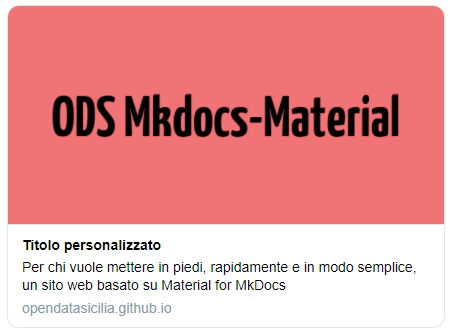 ODS Mkdocs-Material
Titolo personalizzato
Per chi vuole mettere in piedi, rapidamente e in modo semplice,
un sito web basato su Material for MkDocs
opendatasicilia.github.io